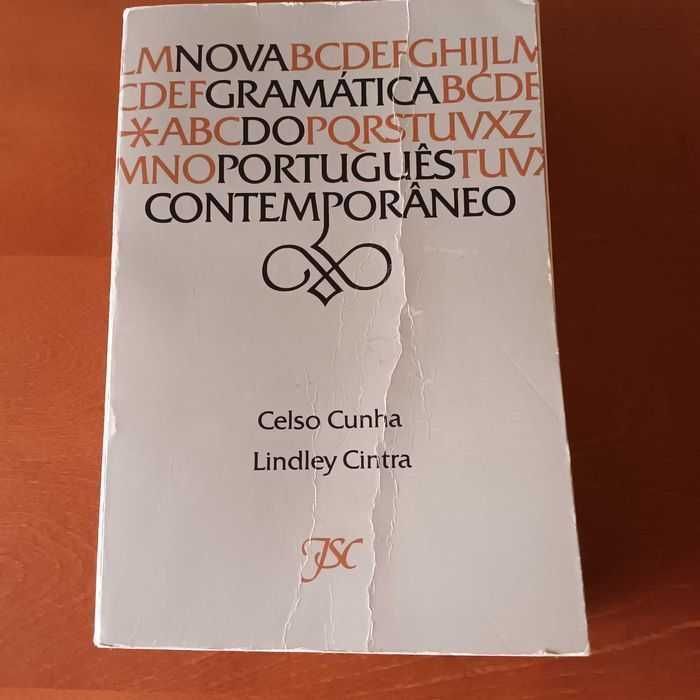 LMNOVABCDEFGHIJLM
CDEFGRAMÁTICABCDE
*ABCDOPQRSTUVXZ
MNOPORTUGUÊSTUVX
CONTEMPORÂNEO
Celso Cunha
Lindley Cintra
JSC